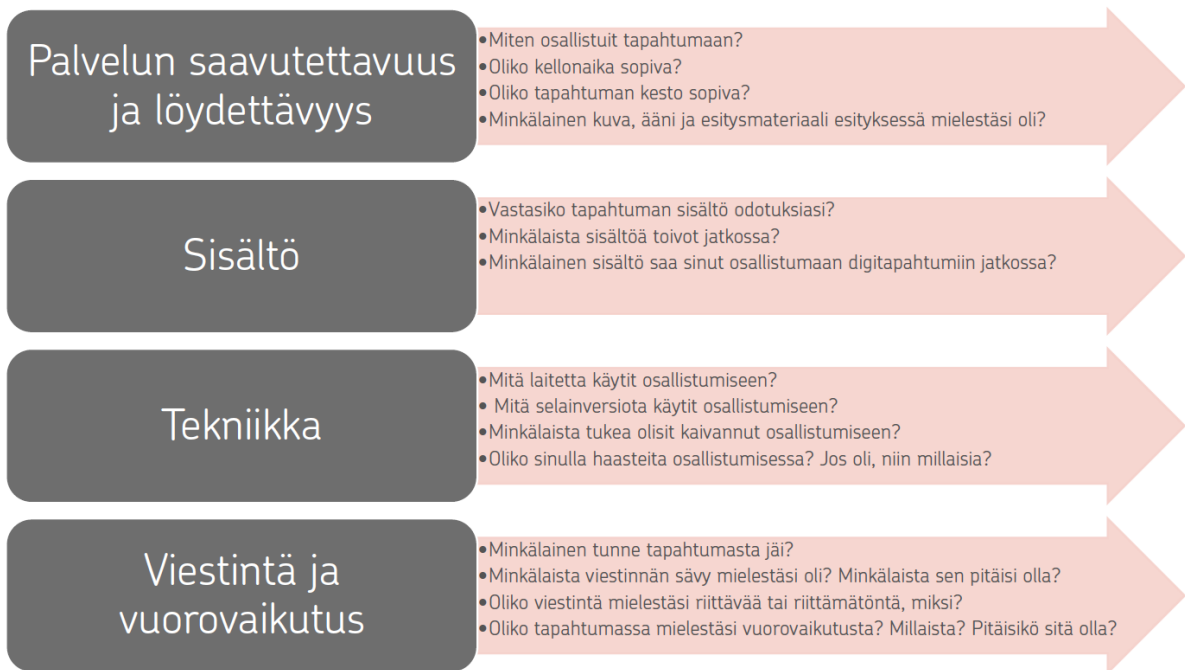 Palvelun saavutettavuus
ja löydettävyys
•Miten osallistuit tapahtumaan?
•Oliko kellonaika sopiva?
•Oliko tapahtuman kesto sopiva?
•Minkälainen kuva, ääni ja esitysmateriaali esityksessä mielestäsi oli?
Sisältö
•Vastasiko tapahtuman sisältö odotuksiasi?
•Minkälaista sisältöä toivot jatkossa?
•Minkälainen sisältö saa sinut osallistumaan digitapahtumiin jatkossa?
Tekniikka
•Mitä laitetta käytit osallistumiseen?
• Mitä selainversiota käytit osallistumiseen?
•Minkälaista tukea olisit kaivannut osallistumiseen?
•Oliko sinulla haasteita osallistumisessa? Jos oli, niin millaisia?
Viestintä ja
vuorovaikutus
•Minkälainen tunne tapahtumasta jäi?
•Minkälaista viestinnän sävy mielestäsi oli? Minkälaista sen pitäisi olla?
•Oliko viestintä mielestäsi riittävää tai riittämätöntä, miksi?
•Oliko tapahtumassa mielestäsi vuorovaikutusta? Millaista? Pitäisikö sitä olla?